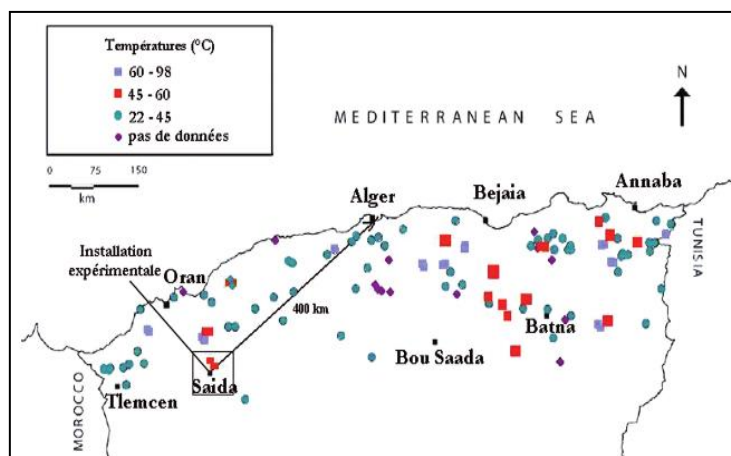 Températures (°C)
60 - 98
45 - 60
22 - 45
pas de données
0 75 150
km
MEDITERRANEAN SEA
N
Alger
Bejaia
Annaba
TUNISIA
Installation
expérimentale
Oran
400 km
Batna
Bou Saada
Saida
Tlemcen
MOROCCO